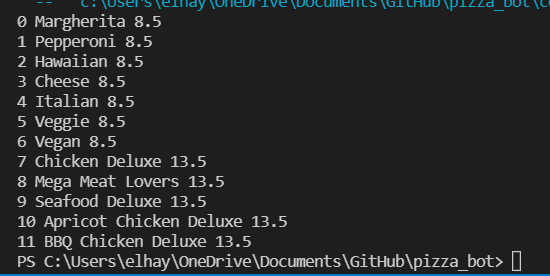 -- 'c:\Users\elhay\OneDrive\Documents\GitHub\pizza_bot\
0 Margherita 8.5
1 Pepperoni 8.5
2 Hawaiian 8.5
3 Cheese 8.5
4 Italian 8.5
5 Veggie 8.5
6 Vegan 8.5
7 Chicken Deluxe 13.5
8 Mega Meat Lovers 13.5
9 Seafood Deluxe 13.5
10 Apricot Chicken Deluxe 13.5
11 BBQ Chicken Deluxe 13.5
PS C:\Users\elhay\OneDrive\Documents\GitHub\pizza_bot>